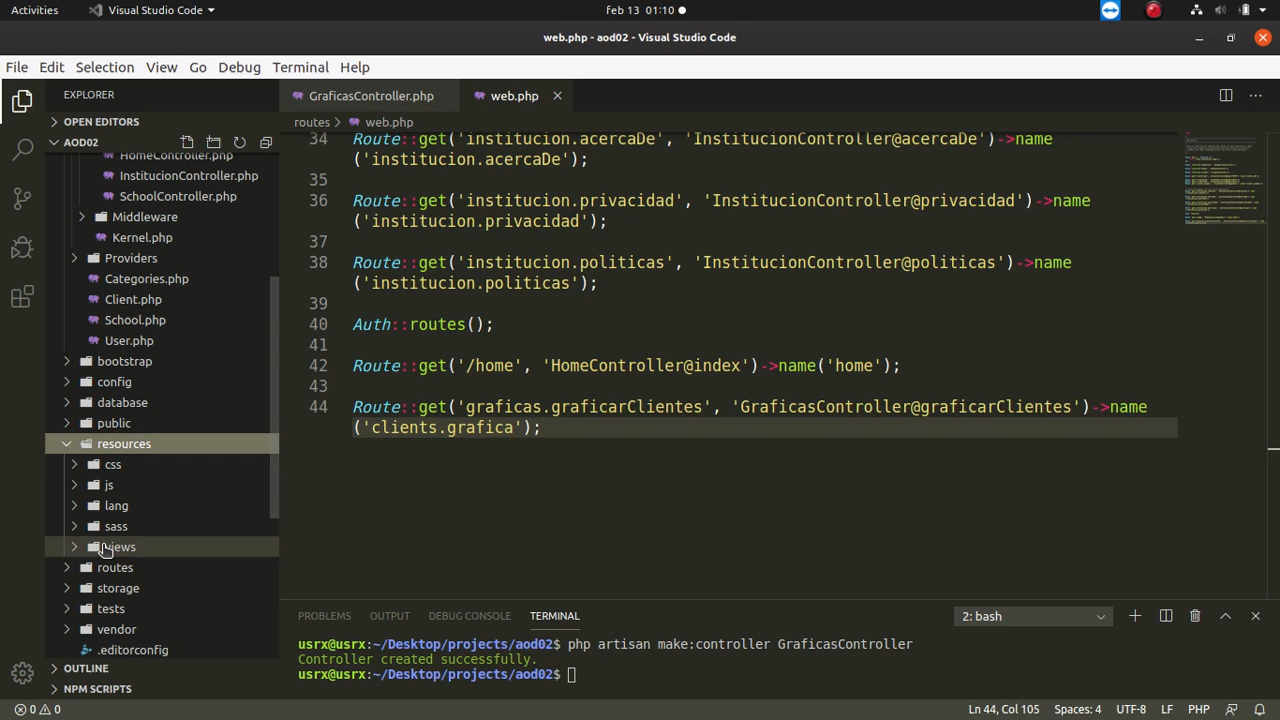 Activities
Visual Studio Code
Feb 13 01:10
web.php - aod02 - Visual Studio Code
File Edit Selection View Go Debug Terminal Help
EXPLORER
OPEN EDITORS
AOD02
HomeController.php
InstitucionController.php
SchoolController.php
Middleware
Kernel.php
Providers
Categories.php
Client.php
School.php
User.php
bootstrap
config
database
public
resources
css
js
lang
sass
views
routes
storage
tests
vendor
.editorconfig
OUTLINE
NPM SCRIPTS
GraficasController.php
web.php
routes > web.php
34 Route::get('institucion.acercaDe', 'InstitucionController@acercaDe')->name
('institucion.acercaDe');
35
36 Route::get('institucion.privacidad', 'InstitucionController@privacidad')->name
('institucion.privacidad');
37
38 Route::get('institucion.politicas', 'InstitucionController@politicas')->name
('institucion.politicas');
39
40 Auth::routes();
41
42 Route::get('/home', 'HomeController@index')->name('home');
43
44 Route::get('graficas.graficarClientes', 'GraficasController@graficarClientes')->name
('clients.grafica');
PROBLEMS OUTPUT DEBUG CONSOLE TERMINAL
2: bash
usrx@usrx:~/Desktop/projects/aod02$ php artisan make:controller GraficasController
Controller created successfully.
usrx@usrx:~/Desktop/projects/aod02$
0 0
Ln 44, Col 105 Spaces: 4 UTF-8 LF PHP